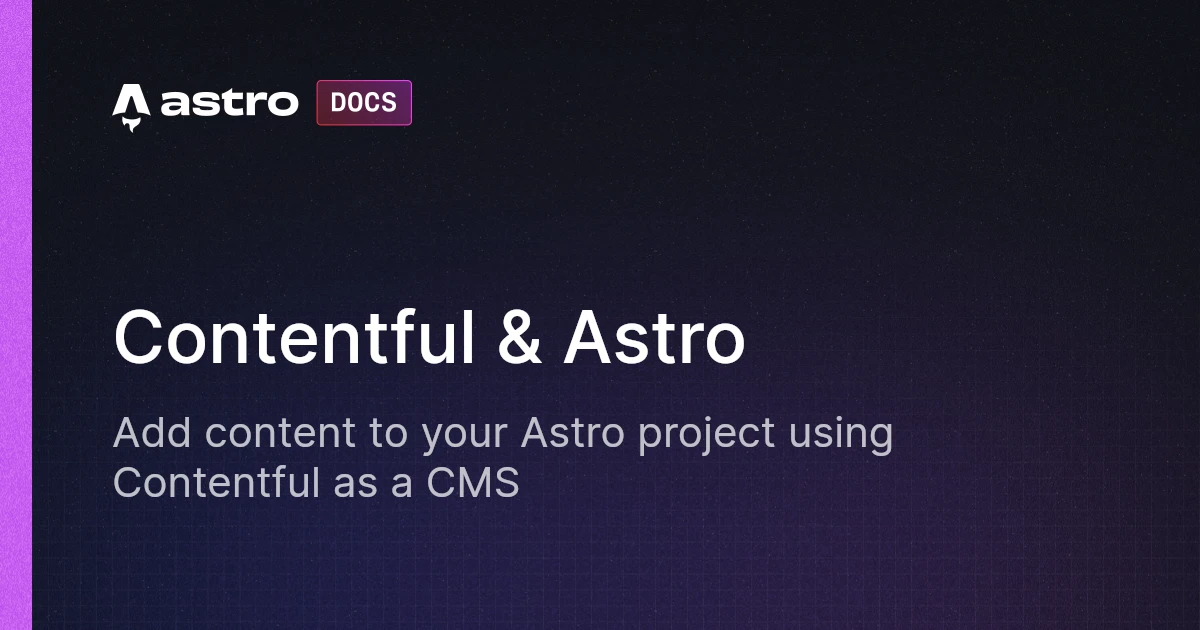 astro DOCS
Contentful & Astro
Add content to your Astro project using
Contentful as a CMS